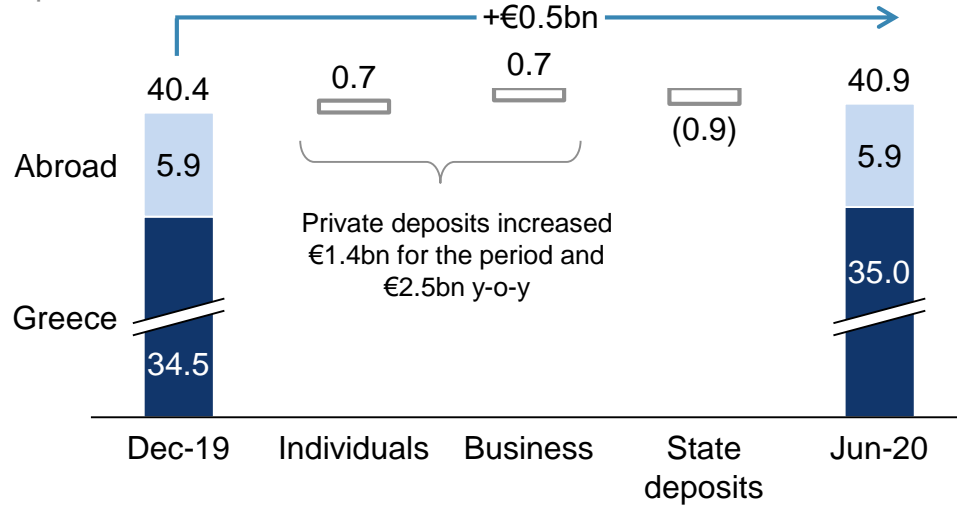 +€0.5bn
40.4
0.7
0.7
(0.9)
40.9
Abroad
5.9
5.9
Private deposits increased
€1.4bn for the period and
€2.5bn y-o-y
Greece
34.5
35.0
Dec-19
Individuals
Business
State
deposits
Jun-20